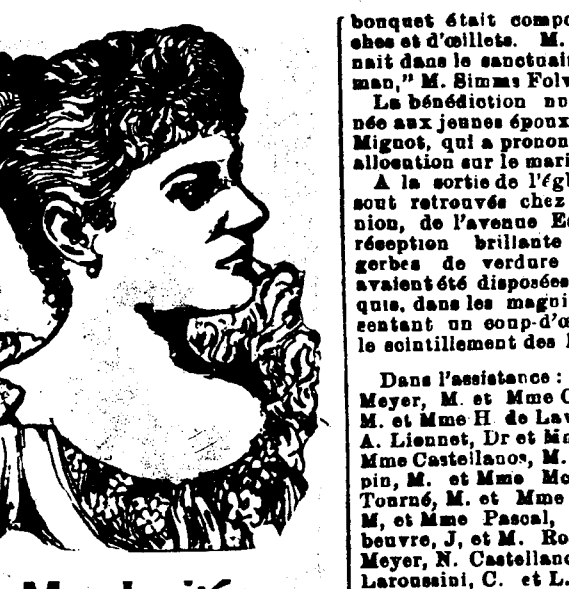 bouquet était compo
ches et d'œillets. M.
nait dans le sanctuai
man," M. Simms Folv
La bénédiction nu
née aux jeunes époux
Mignot, qui a pronon
allocution sur le mari
A la sortie de l'égl
sont retrouvés chez
nion, de l'avenue Es
réception brillante
gerbes de verdure
avaient été disposées
quis, dans les magni
sentant un coup-d'œ
le scintillement des l
Dans l'assistance :
Meyer, M. et Mme C
M. et Mme H de Lav
A. Lionnet, Dr et Mm
Mme Castellanos, M.
pin, M. et Mme Mc
Tourné, M. et Mme
M, et Mme Pascal,
beuvre, J, et M. Ro
Meyer, N. Castellano
Laroussini, C. et L.